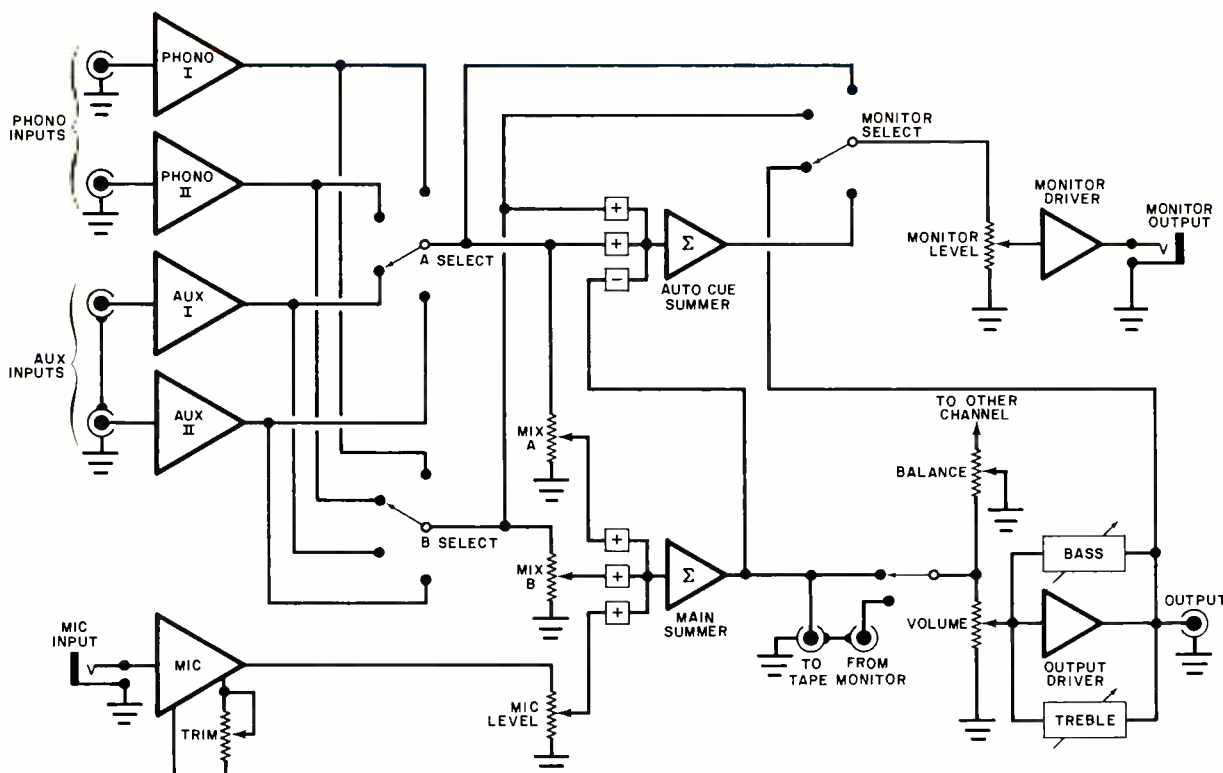 PHONO
INPUTS
PHONO
I
PHONO
II
AUX
INPUTS
AUX
I
AUX
II
MIC
INPUT
MIC
TRIM
A SELECT
B SELECT
MIX
A
MIX
B
MIC
LEVEL
+
+
-
Σ
AUTO CUE
SUMMER
+
+
+
Σ
MAIN
SUMMER
MONITOR
SELECT
MONITOR
LEVEL
MONITOR
DRIVER
MONITOR
OUTPUT
TO OTHER
CHANNEL
BALANCE
TO FROM
TAPE MONITOR
VOLUME
BASS
OUTPUT
DRIVER
TREBLE
OUTPUT